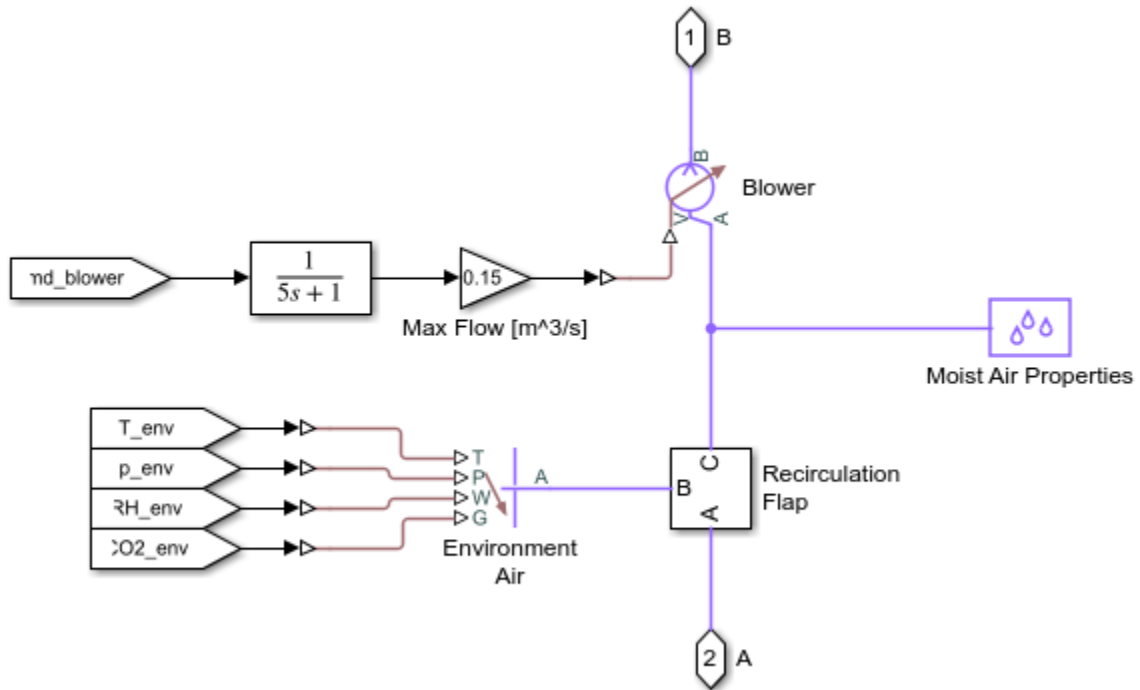 1 B
B
Blower
V A
md_blower
1
5s + 1
0.15
Max Flow [m^3/s]
Moist Air Properties
T_env
p_env
RH_env
CO2_env
T
P
W
G
A
Environment
Air
C
B
A
Recirculation
Flap
2 A